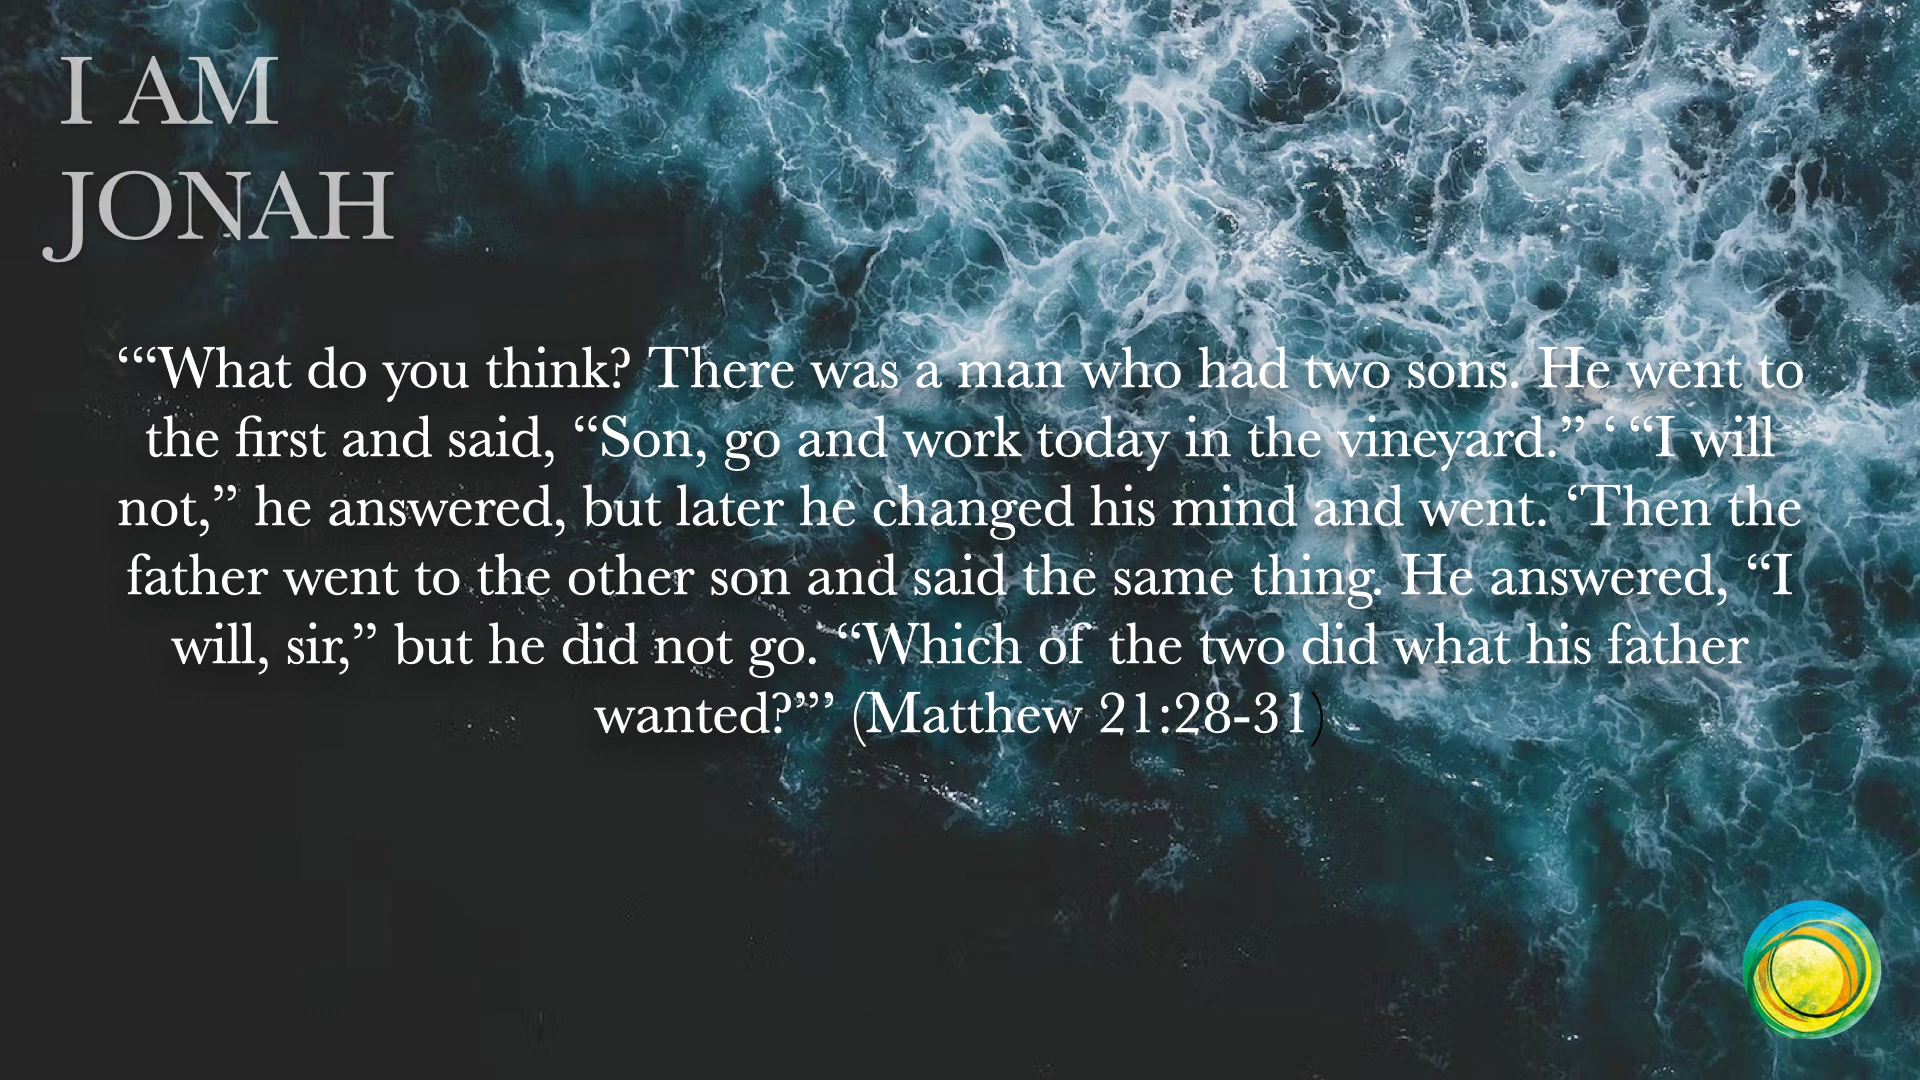 I AM
JONAH
‘“What do you think? There was a man who had two sons. He went to
the first and said, “Son, go and work today in the vineyard.” ‘ “I will
not,” he answered, but later he changed his mind and went. ‘Then the
father went to the other son and said the same thing. He answered, “I
will, sir,” but he did not go. “Which of the two did what his father
wanted?”’ (Matthew 21:28-31)